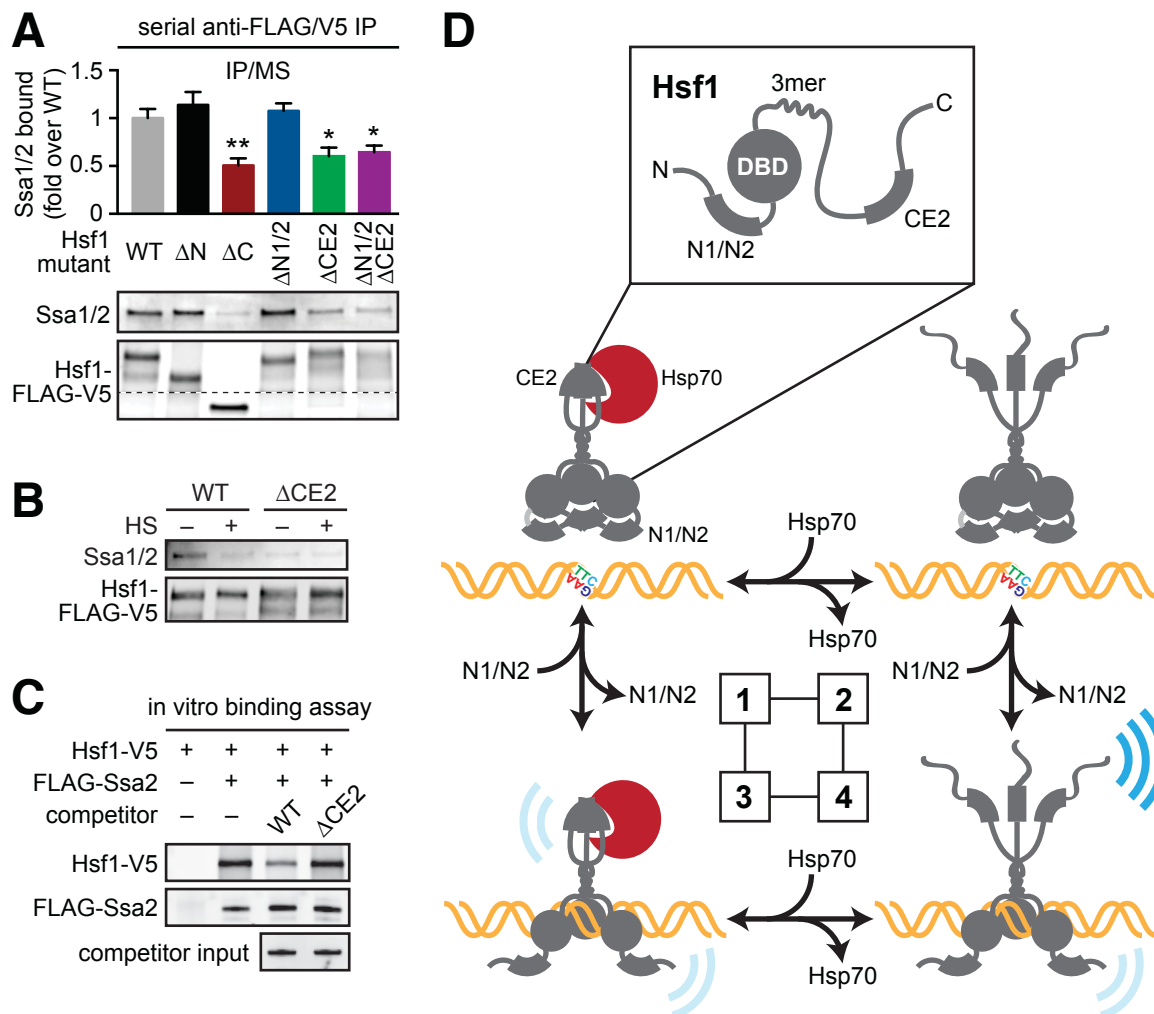 A
serial anti-FLAG/V5 IP
IP/MS
Ssa1/2 bound
(fold over WT)
1.5
1
0.5
0
**
*
*
Hsf1
mutant
WT
ΔN
ΔC
ΔN1/2
ΔCE2
ΔN1/2
ΔCE2
Ssa1/2
Hsf1-
FLAG-V5
B
WT
ΔCE2
HS
–
+
–
+
Ssa1/2
Hsf1-
FLAG-V5
C
in vitro binding assay
Hsf1-V5
+
+
+
+
FLAG-Ssa2
–
+
+
+
competitor
–
–
WT
ΔCE2
Hsf1-V5
FLAG-Ssa2
competitor input
D
Hsf1
3mer
C
N
DBD
CE2
N1/N2
CE2
Hsp70
N1/N2
TTC
GAA
Hsp70
Hsp70
TTC
GAA
N1/N2
N1/N2
N1/N2
N1/N2
1
2
3
4
Hsp70
Hsp70